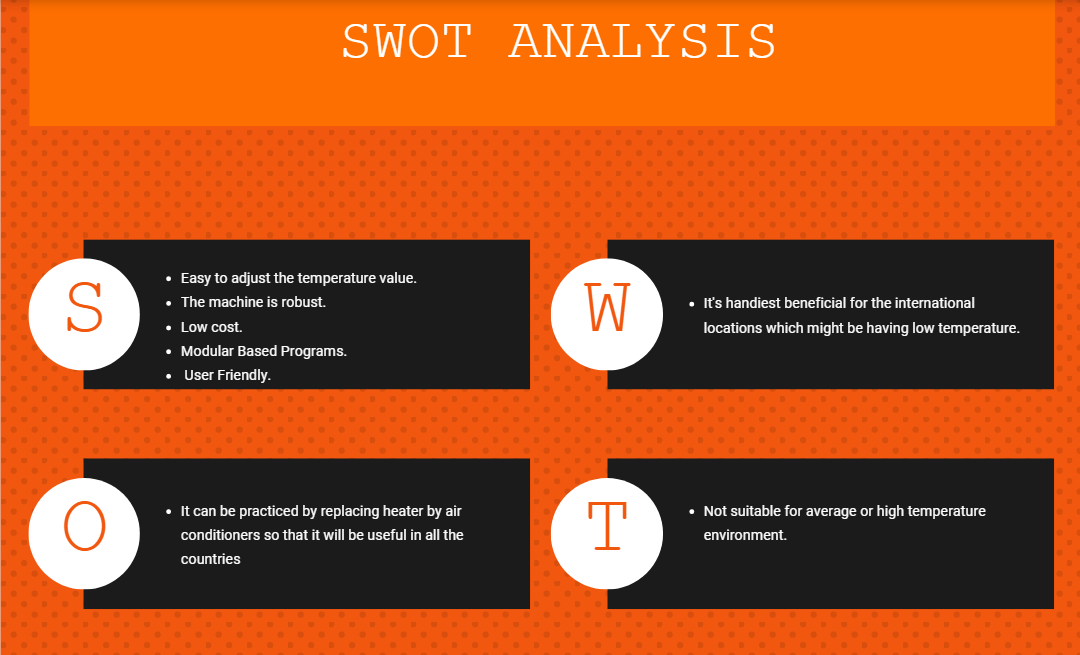 SWOT ANALYSIS
S
• Easy to adjust the temperature value.
• The machine is robust.
• Low cost.
• Modular Based Programs.
• User Friendly.
W
• It's handiest beneficial for the international
locations which might be having low temperature.
O
• It can be practiced by replacing heater by air
conditioners so that it will be useful in all the
countries
T
• Not suitable for average or high temperature
environment.